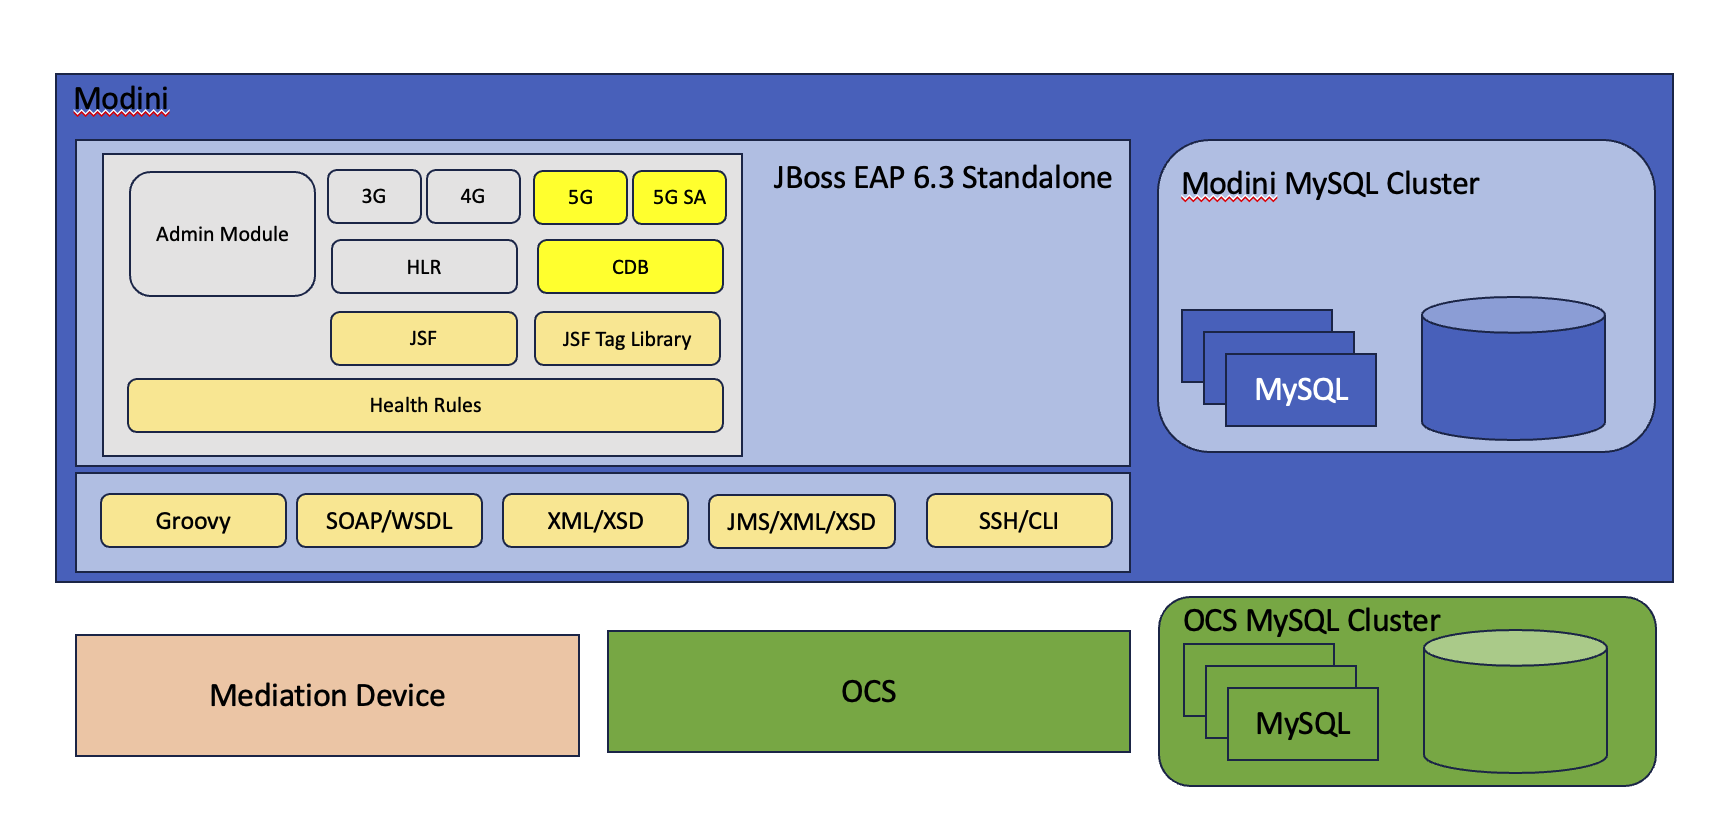 Modini
JBoss EAP 6.3 Standalone
Admin Module
3G
4G
5G
5G SA
HLR
CDB
JSF
JSF Tag Library
Health Rules
Groovy
SOAP/WSDL
XML/XSD
JMS/XML/XSD
SSH/CLI
Modini MySQL Cluster
MySQL
Mediation Device
OCS
OCS MySQL Cluster
MySQL